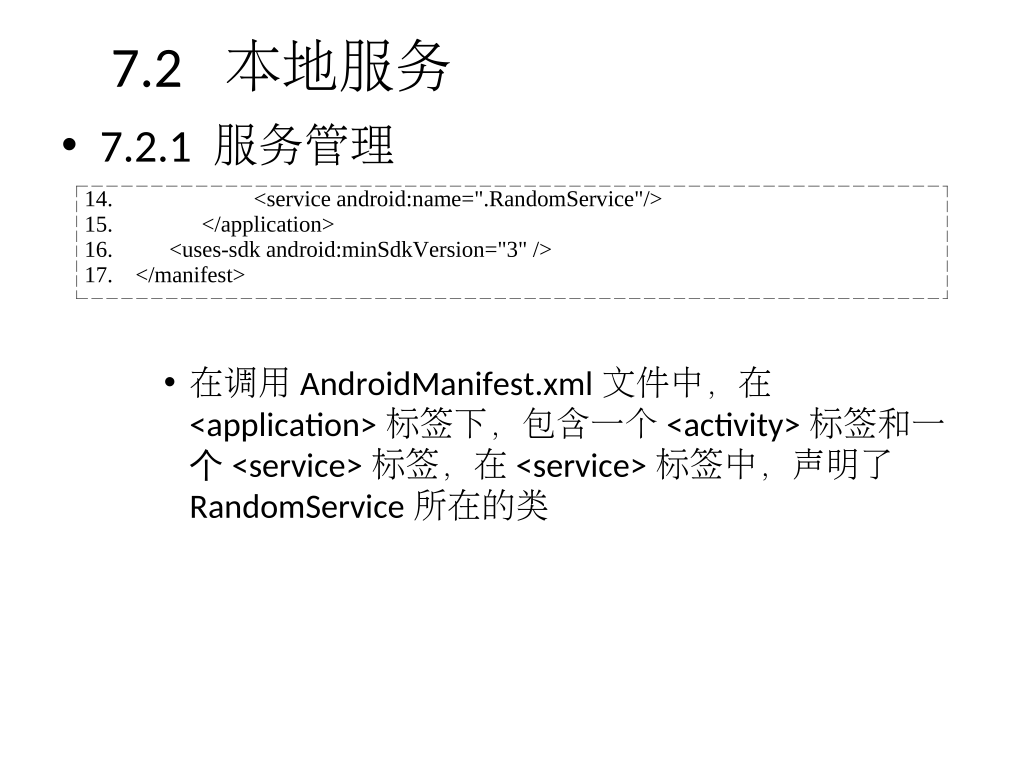 7.2 本地服务
• 7.2.1 服务管理
14. <service android:name=".RandomService"/>
15. </application>
16. <uses-sdk android:minSdkVersion="3" />
17. </manifest>
• 在调用 AndroidManifest.xml 文件中，在
<application> 标签下，包含一个 <activity> 标签和一
个 <service> 标签，在 <service> 标签中，声明了
RandomService 所在的类